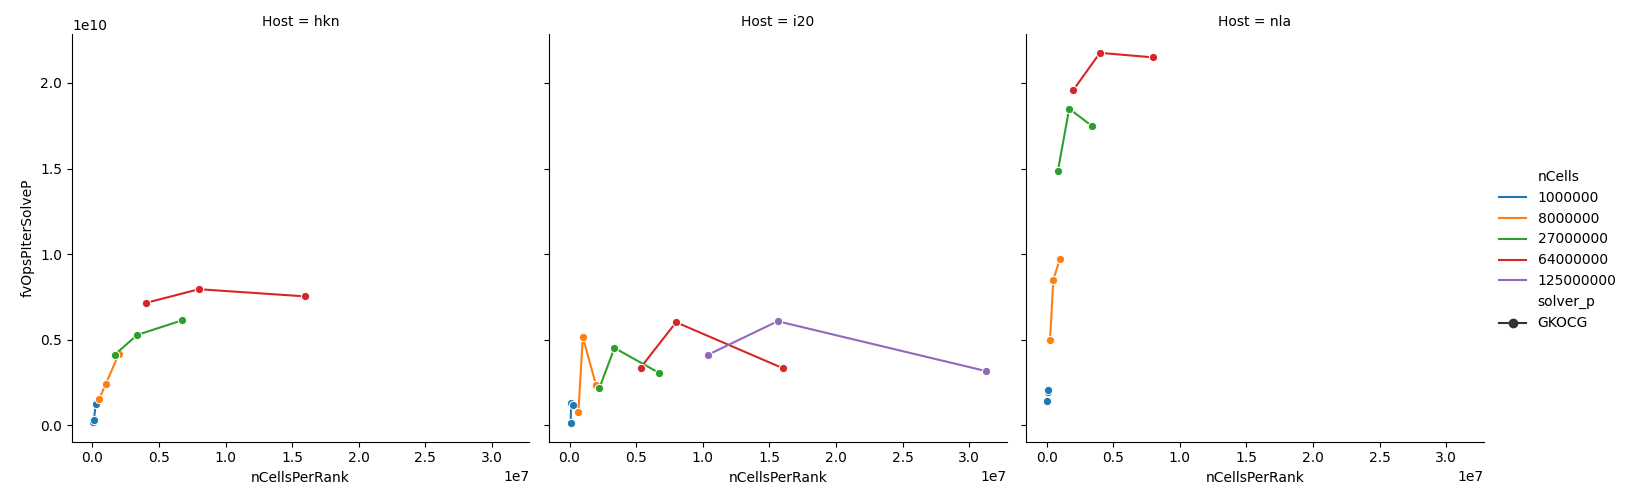 Host = hkn
Host = i20
Host = nla
1e10
2.0
1.5
1.0
0.5
0.0
fvOpsPIterSolveP
0.0 0.5 1.0 1.5 2.0 2.5 3.0
1e7
nCellsPerRank
0.0 0.5 1.0 1.5 2.0 2.5 3.0
1e7
nCellsPerRank
0.0 0.5 1.0 1.5 2.0 2.5 3.0
1e7
nCellsPerRank
nCells
1000000
8000000
27000000
64000000
125000000
solver_p
GKOCG